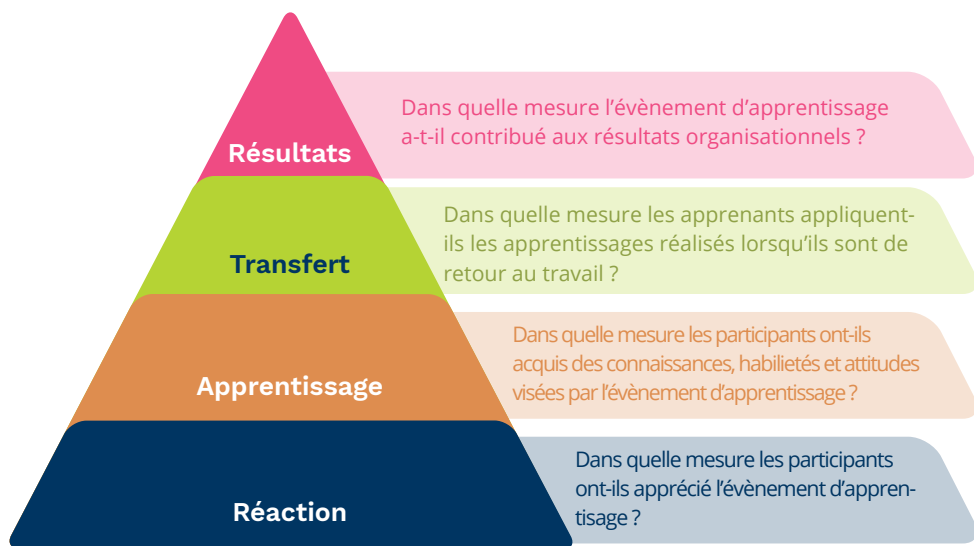 Dans quelle mesure l’évènement d’apprentissage
a-t-il contribué aux résultats organisationnels ?
Résultats
Dans quelle mesure les apprenants appliquent-
ils les apprentissages réalisés lorsqu’ils sont de
retour au travail ?
Transfert
Dans quelle mesure les participants ont-ils
acquis des connaissances, habilietés et attitudes
visées par l’évènement d’apprentissage ?
Apprentissage
Dans quelle mesure les participants
ont-ils apprécié l’évènement d’appren-
tisage ?
Réaction